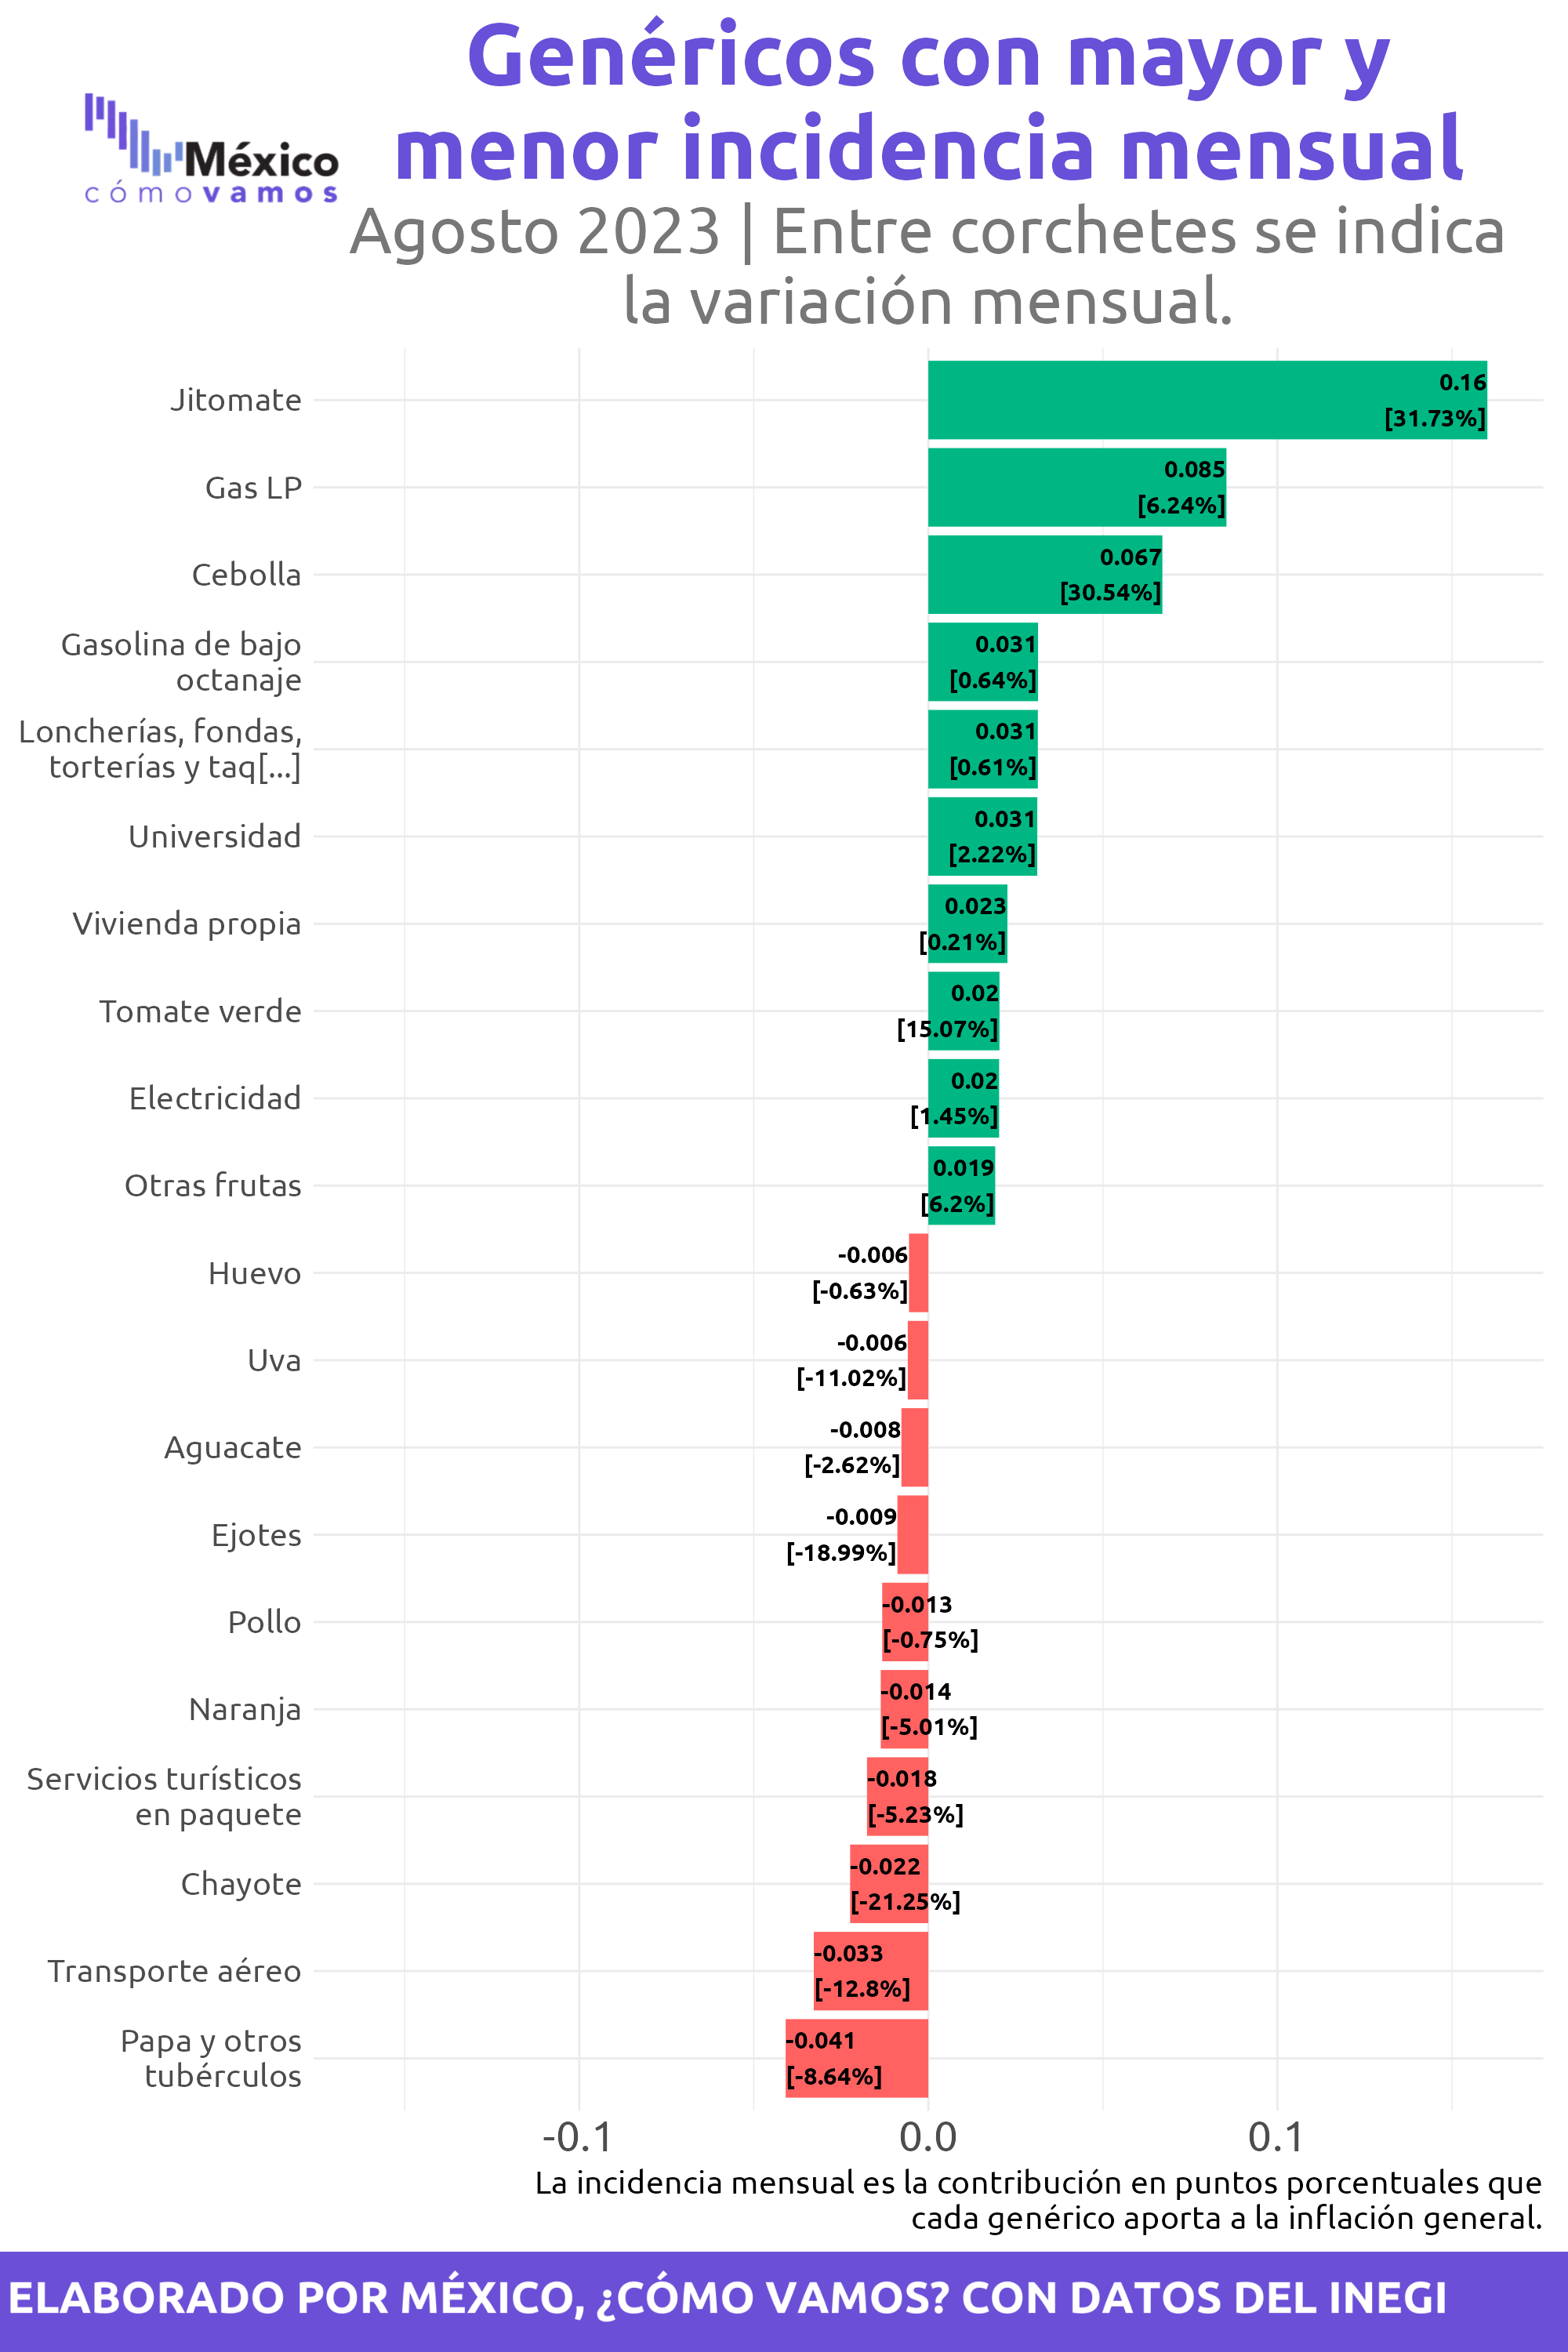 Genéricos con mayor y
menor incidencia mensual
México
cómovamos
Agosto 2023 | Entre corchetes se indica
la variación mensual.
Jitomate
0.16
[31.73%]
Gas LP
0.085
[6.24%]
Cebolla
0.067
[30.54%]
Gasolina de bajo
octanaje
0.031
[0.64%]
Loncherías, fondas,
torterías y taq[...]
0.031
[0.61%]
Universidad
0.031
[2.22%]
Vivienda propia
0.023
[0.21%]
Tomate verde
0.02
[15.07%]
Electricidad
0.02
[1.45%]
Otras frutas
0.019
[6.2%]
Huevo
-0.006
[-0.63%]
Uva
-0.006
[-11.02%]
Aguacate
-0.008
[-2.62%]
Ejotes
-0.009
[-18.99%]
Pollo
-0.013
[-0.75%]
Naranja
-0.014
[-5.01%]
Servicios turísticos
en paquete
-0.018
[-5.23%]
Chayote
-0.022
[-21.25%]
Transporte aéreo
-0.033
[-12.8%]
Papa y otros
tubérculos
-0.041
[-8.64%]
-0.1 0.0 0.1
La incidencia mensual es la contribución en puntos porcentuales que
cada genérico aporta a la inflación general.
ELABORADO POR MÉXICO, ¿CÓMO VAMOS? CON DATOS DEL INEGI